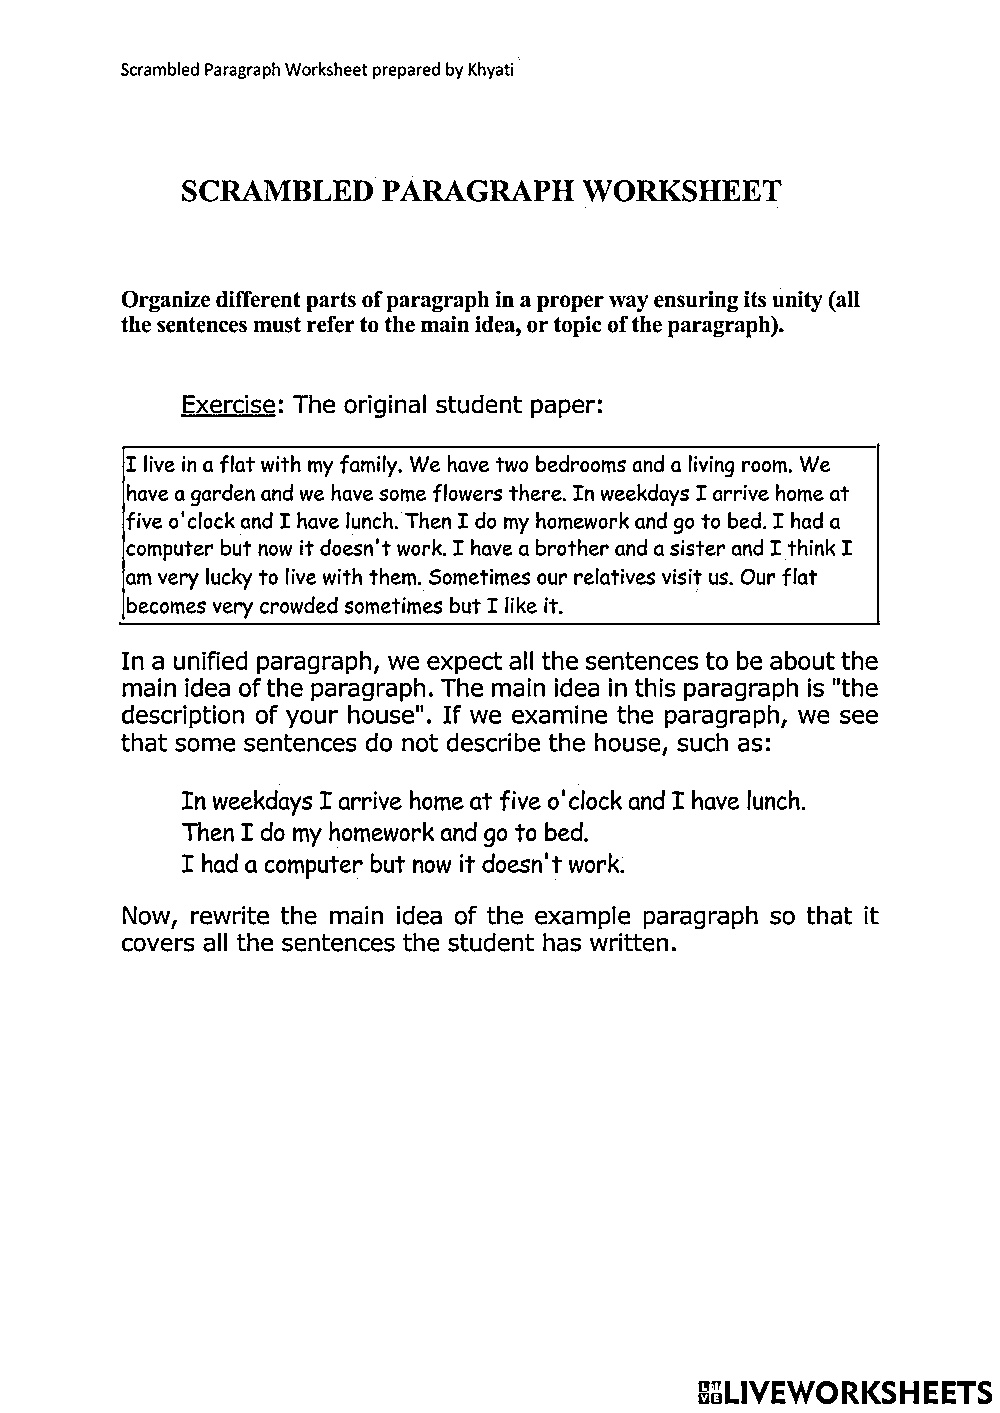 Scrambled Paragraph Worksheet prepared by Khyati
SCRAMBLED PARAGRAPH WORKSHEET
Organize different parts of paragraph in a proper way ensuring its unity (all
the sentences must refer to the main idea, or topic of the paragraph).
Exercise: The original student paper:
I live in a flat with my family. We have two bedrooms and a living room. We
have a garden and we have some flowers there. In weekdays I arrive home at
five o'clock and I have lunch. Then I do my homework and go to bed. I had a
computer but now it doesn't work. I have a brother and a sister and I think I
am very lucky to live with them. Sometimes our relatives visit us. Our flat
becomes very crowded sometimes but I like it.
In a unified paragraph, we expect all the sentences to be about the
main idea of the paragraph. The main idea in this paragraph is "the
description of your house". If we examine the paragraph, we see
that some sentences do not describe the house, such as:
In weekdays I arrive home at five o'clock and I have lunch.
Then I do my homework and go to bed.
I had a computer but now it doesn't work.
Now, rewrite the main idea of the example paragraph so that it
covers all the sentences the student has written.
LIVE LIVEWORKSHEETS